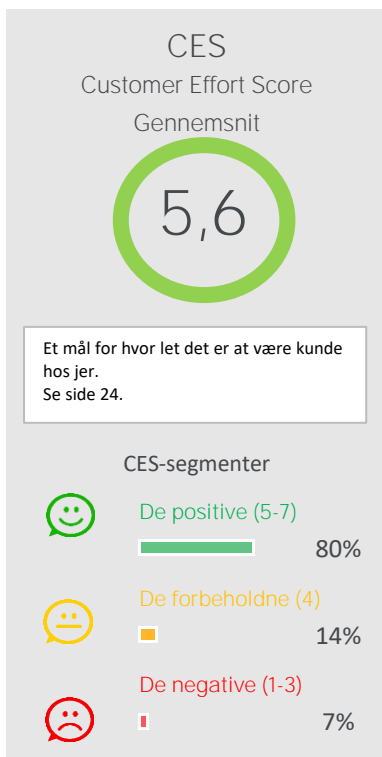 CES
Customer Effort Score
Gennemsnit
5,6
Et mål for hvor let det er at være kunde
hos jer.
Se side 24.
CES-segmenter
De positive (5-7)
80%
De forbeholdne (4)
14%
De negative (1-3)
7%